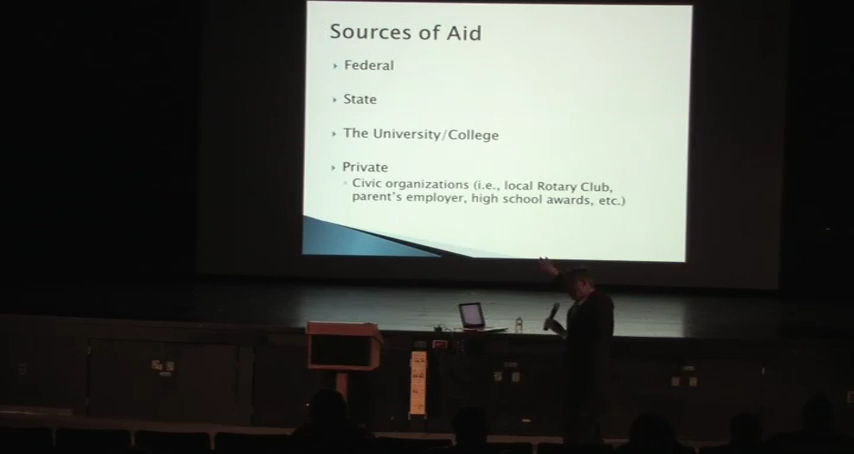 Sources of Aid
Federal
State
The University/College
Private
Civic organizations (i.e., local Rotary Club,
parent's employer, high school awards, etc.)